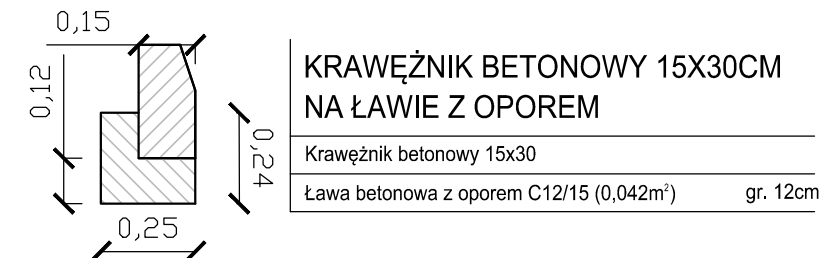 0,15
0,12
0,24
0,25
KRAWĘŻNIK BETONOWY 15X30CM
NA ŁAWIE Z OPOREM
Krawężnik betonowy 15x30
Ława betonowa z oporem C12/15 (0,042m²) gr. 12cm